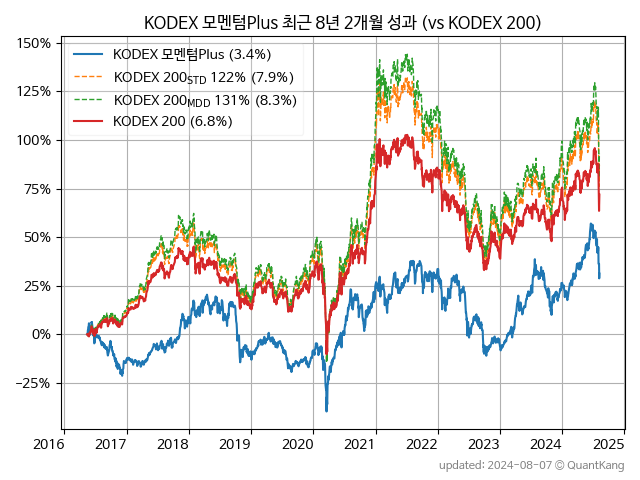 KODEX 모멘텀Plus 최근 8년 2개월 성과 (vs KODEX 200)
150%
125%
100%
75%
50%
25%
0%
−25%
KODEX 모멘텀Plus (3.4%)
KODEX 200STD 122% (7.9%)
KODEX 200MDD 131% (8.3%)
KODEX 200 (6.8%)
2016 2017 2018 2019 2020 2021 2022 2023 2024 2025
updated: 2024-08-07 © QuantKang